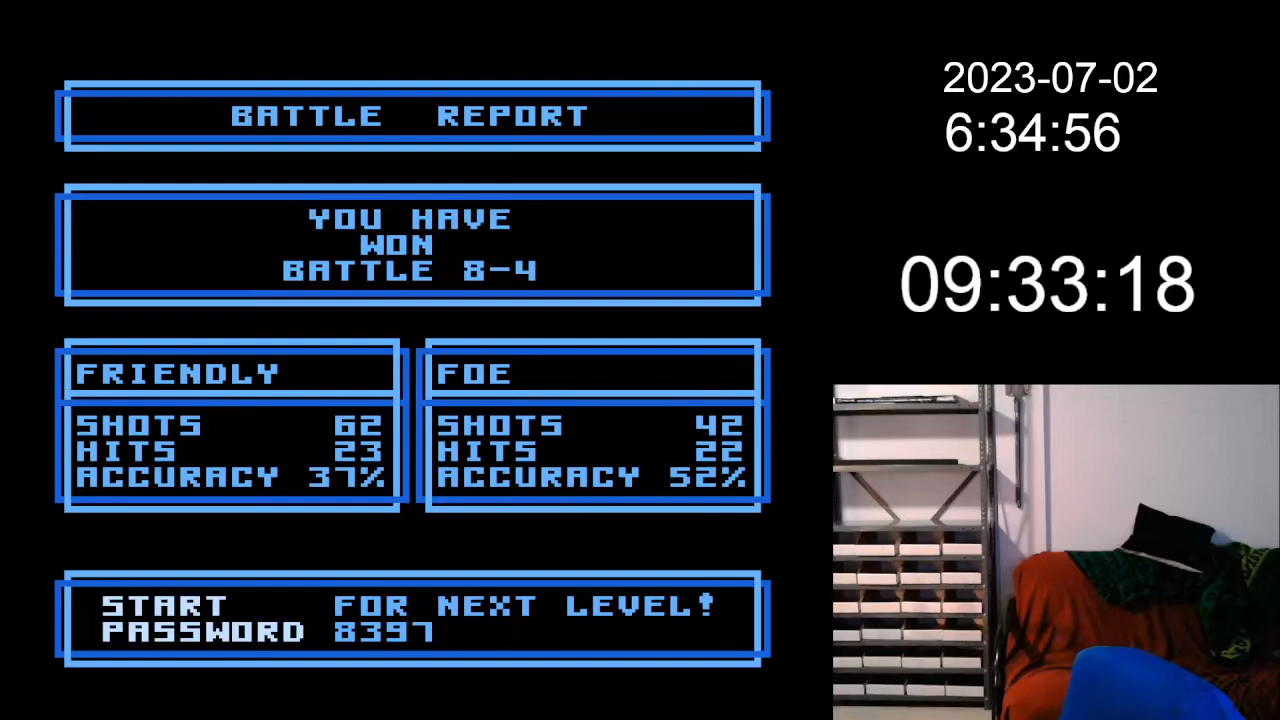 BATTLE REPORT
YOU HAVE
WON
BATTLE 8-4
FRIENDLY
SHOTS 62
HITS 23
ACCURACY 37%
FOE
SHOTS 42
HITS 22
ACCURACY 52%
START FOR NEXT LEVEL!
PASSWORD 8397
2023-07-02
6:34:56
09:33:18